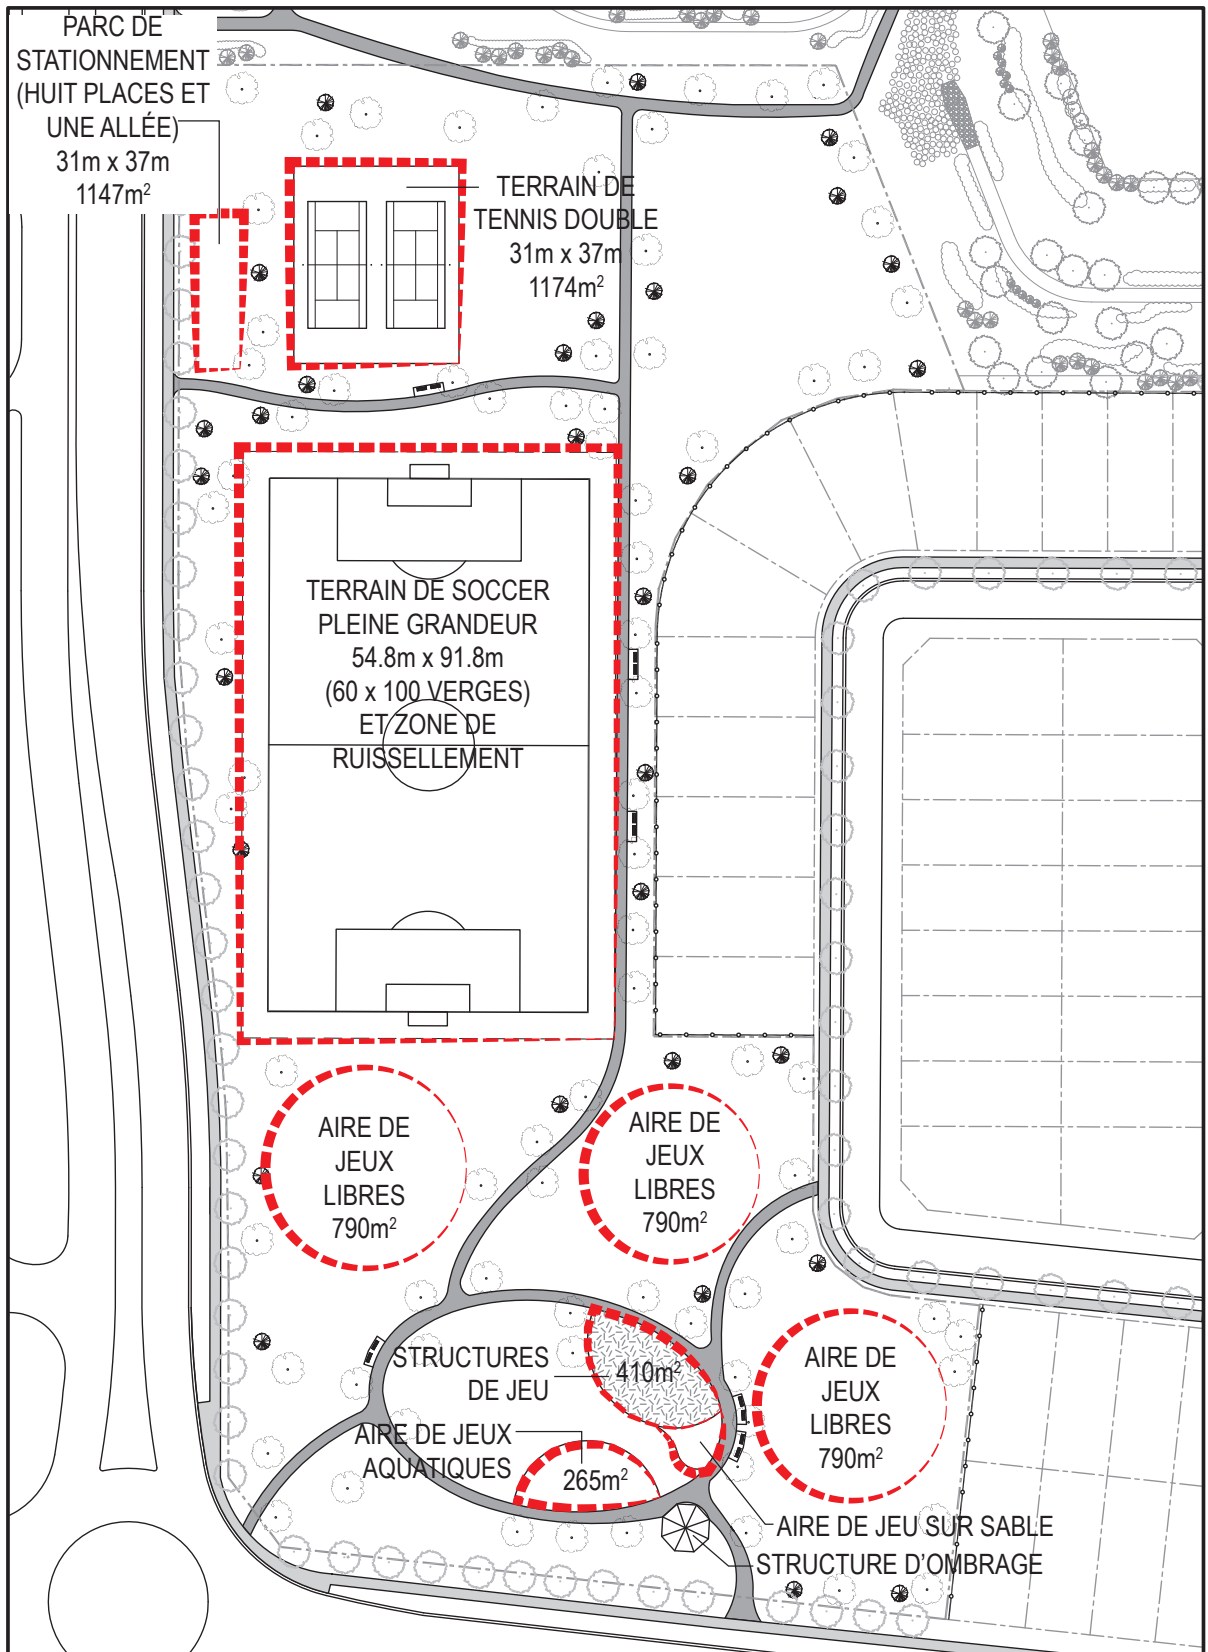 PARC DE
STATIONNEMENT
(HUIT PLACES ET
UNE ALLÉE)
31m x 37m
1147m²
TERRAIN DE
TENNIS DOUBLE
31m x 37m
1174m²
TERRAIN DE SOCCER
PLEINE GRANDEUR
54.8m x 91.8m
(60 x 100 VERGES)
ET ZONE DE
RUISSELLEMENT
AIRE DE
JEUX
LIBRES
790m²
AIRE DE
JEUX
LIBRES
790m²
STRUCTURES
DE JEU
410m²
AIRE DE
JEUX
LIBRES
790m²
AIRE DE JEUX
AQUATIQUES
265m²
AIRE DE JEU SUR SABLE
STRUCTURE D'OMBRAGE